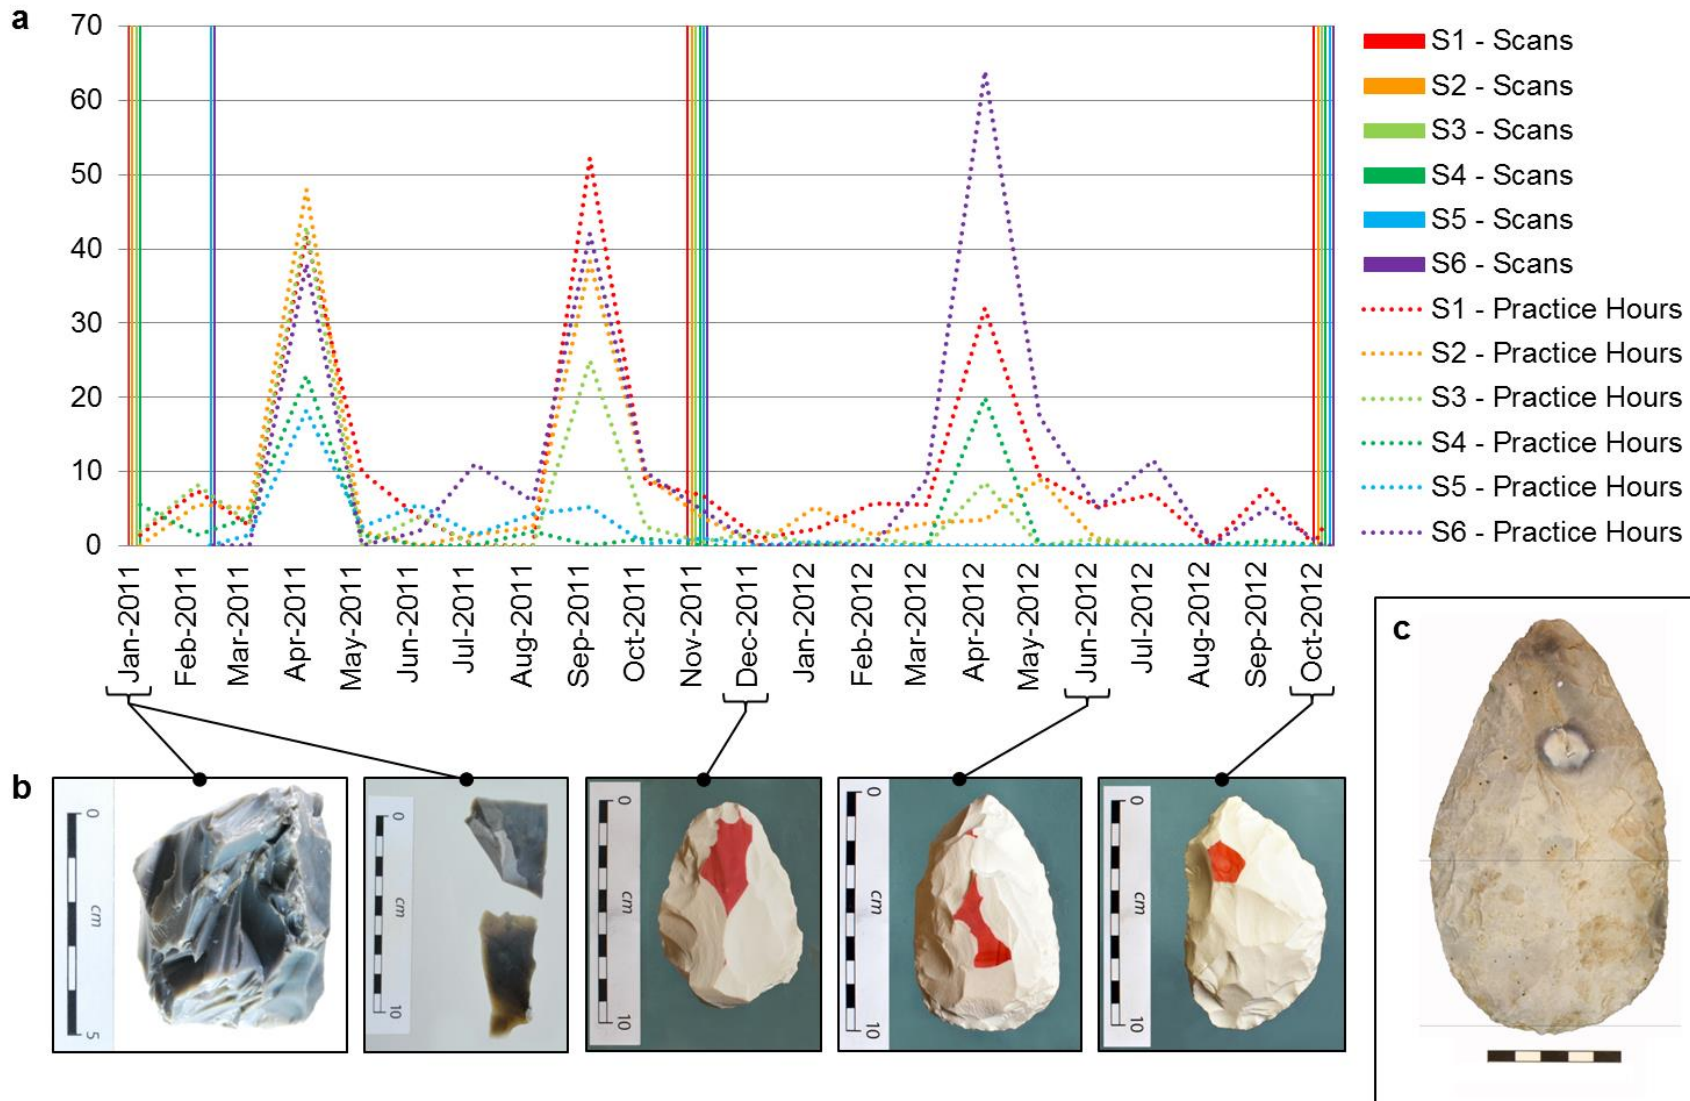 a
70
60
50
40
30
20
10
0
Jan-2011
Feb-2011
Mar-2011
Apr-2011
May-2011
Jun-2011
Jul-2011
Aug-2011
Sep-2011
Oct-2011
Nov-2011
Dec-2011
Jan-2012
Feb-2012
Mar-2012
Apr-2012
May-2012
Jun-2012
Jul-2012
Aug-2012
Sep-2012
Oct-2012
S1 - Scans
S2 - Scans
S3 - Scans
S4 - Scans
S5 - Scans
S6 - Scans
S1 - Practice Hours
S2 - Practice Hours
S3 - Practice Hours
S4 - Practice Hours
S5 - Practice Hours
S6 - Practice Hours
b
0
cm
5
0
cm
10
0
cm
10
0
cm
10
0
cm
10
c